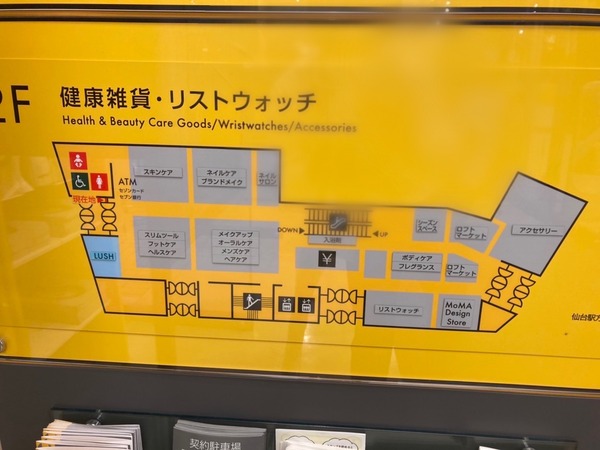 2F
健康雑貨・リストウォッチ
Health & Beauty Care Goods/Wristwatches/Accessories
ATM
セゾンカード
セブン銀行
現在地
スキンケア
ネイルケア
ブランドメイク
ネイル
サロン
スリムツール
フットケア
ヘルスケア
メイクアップ
オーラルケア
メンズケア
ヘアケア
DOWN
UP
入浴剤
¥
シーズン
スペース
ロフト
マーケット
アクセサリー
ボディケア
フレグランス
ロフト
マーケット
LUSH
リストウォッチ
MoMA
Design
Store
仙台駅方
契約駐車場